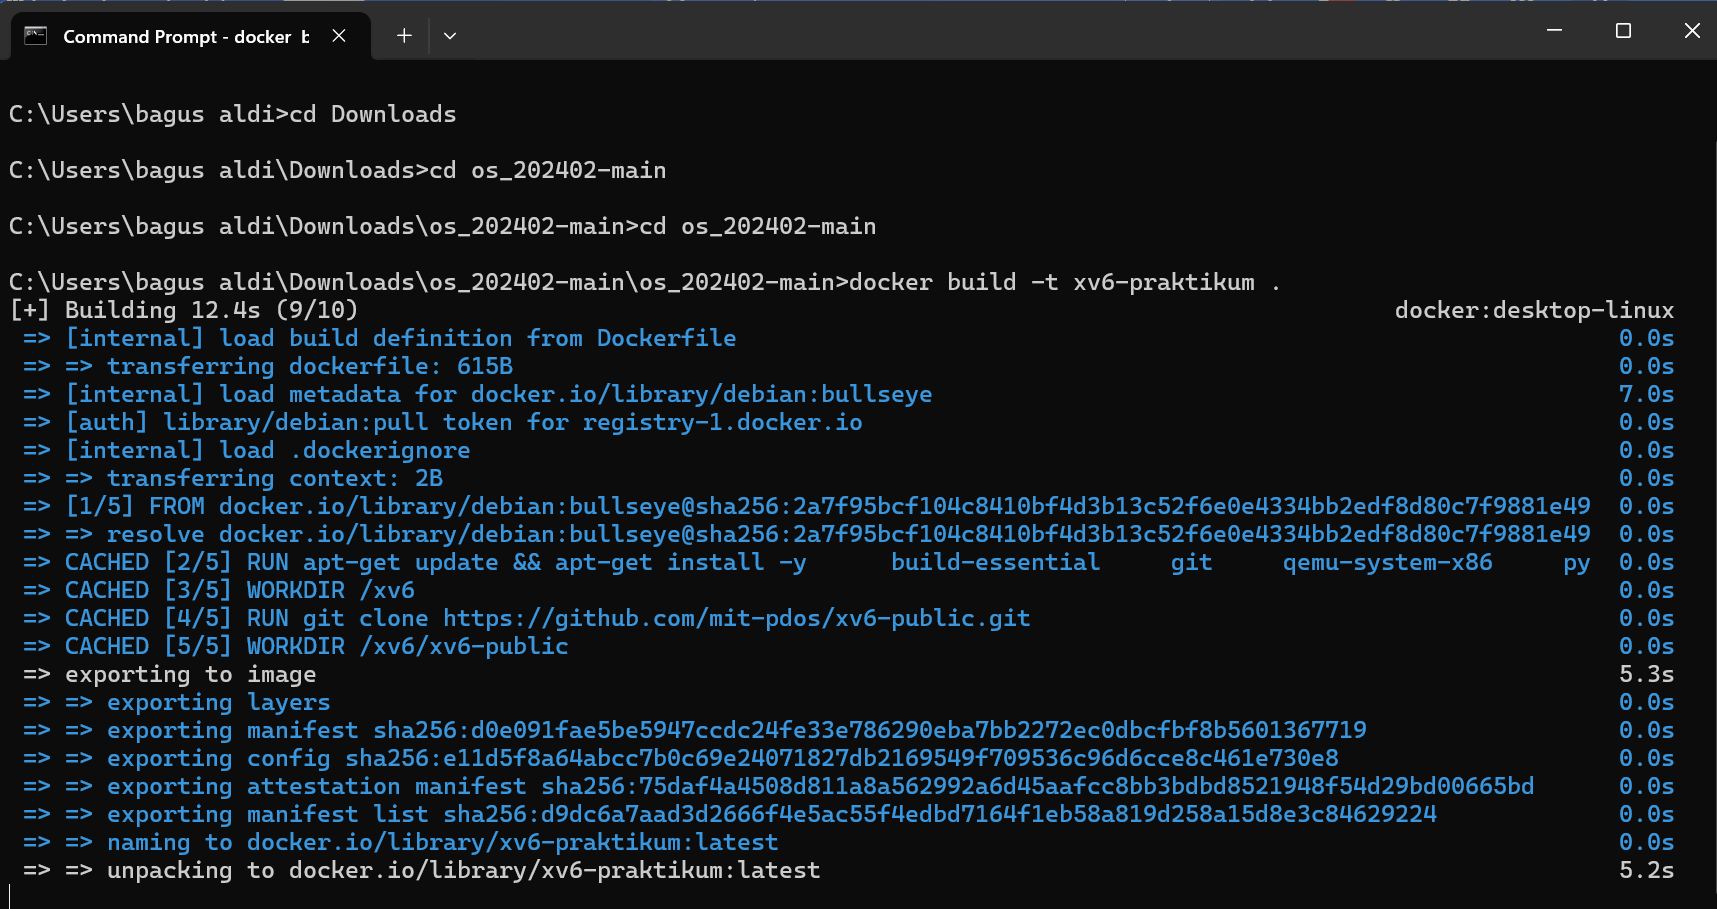 Command Prompt - docker b
C:\Users\bagus aldi>cd Downloads
C:\Users\bagus aldi\Downloads>cd os_202402-main
C:\Users\bagus aldi\Downloads\os_202402-main>cd os_202402-main
C:\Users\bagus aldi\Downloads\os_202402-main\os_202402-main>docker build -t xv6-praktikum .
[+] Building 12.4s (9/10) docker:desktop-linux
=> [internal] load build definition from Dockerfile 0.0s
=> => transferring dockerfile: 615B 0.0s
=> [internal] load metadata for docker.io/library/debian:bullseye 7.0s
=> [auth] library/debian:pull token for registry-1.docker.io 0.0s
=> [internal] load .dockerignore 0.0s
=> => transferring context: 2B 0.0s
=> [1/5] FROM docker.io/library/debian:bullseye@sha256:2a7f95bcf104c8410bf4d3b13c52f6e0e4334bb2edf8d80c7f9881e49 0.0s
=> => resolve docker.io/library/debian:bullseye@sha256:2a7f95bcf104c8410bf4d3b13c52f6e0e4334bb2edf8d80c7f9881e49 0.0s
=> CACHED [2/5] RUN apt-get update && apt-get install -y build-essential git qemu-system-x86 py 0.0s
=> CACHED [3/5] WORKDIR /xv6 0.0s
=> CACHED [4/5] RUN git clone https://github.com/mit-pdos/xv6-public.git 0.0s
=> CACHED [5/5] WORKDIR /xv6/xv6-public 0.0s
=> exporting to image 5.3s
=> => exporting layers 0.0s
=> => exporting manifest sha256:d0e091fae5be5947ccdc24fe33e786290eba7bb2272ec0dbcfbf8b5601367719 0.0s
=> => exporting config sha256:e11d5f8a64abcc7b0c69e24071827db2169549f709536c96d6cce8c461e730e8 0.0s
=> => exporting attestation manifest sha256:75daf4a4508d811a8a562992a6d45aafcc8bb3bdbd8521948f54d29bd00665bd 0.0s
=> => exporting manifest list sha256:d9dc6a7aad3d2666f4e5ac55f4edbd7164f1eb58a819d258a15d8e3c84629224 0.0s
=> => naming to docker.io/library/xv6-praktikum:latest 0.0s
=> => unpacking to docker.io/library/xv6-praktikum:latest 5.2s